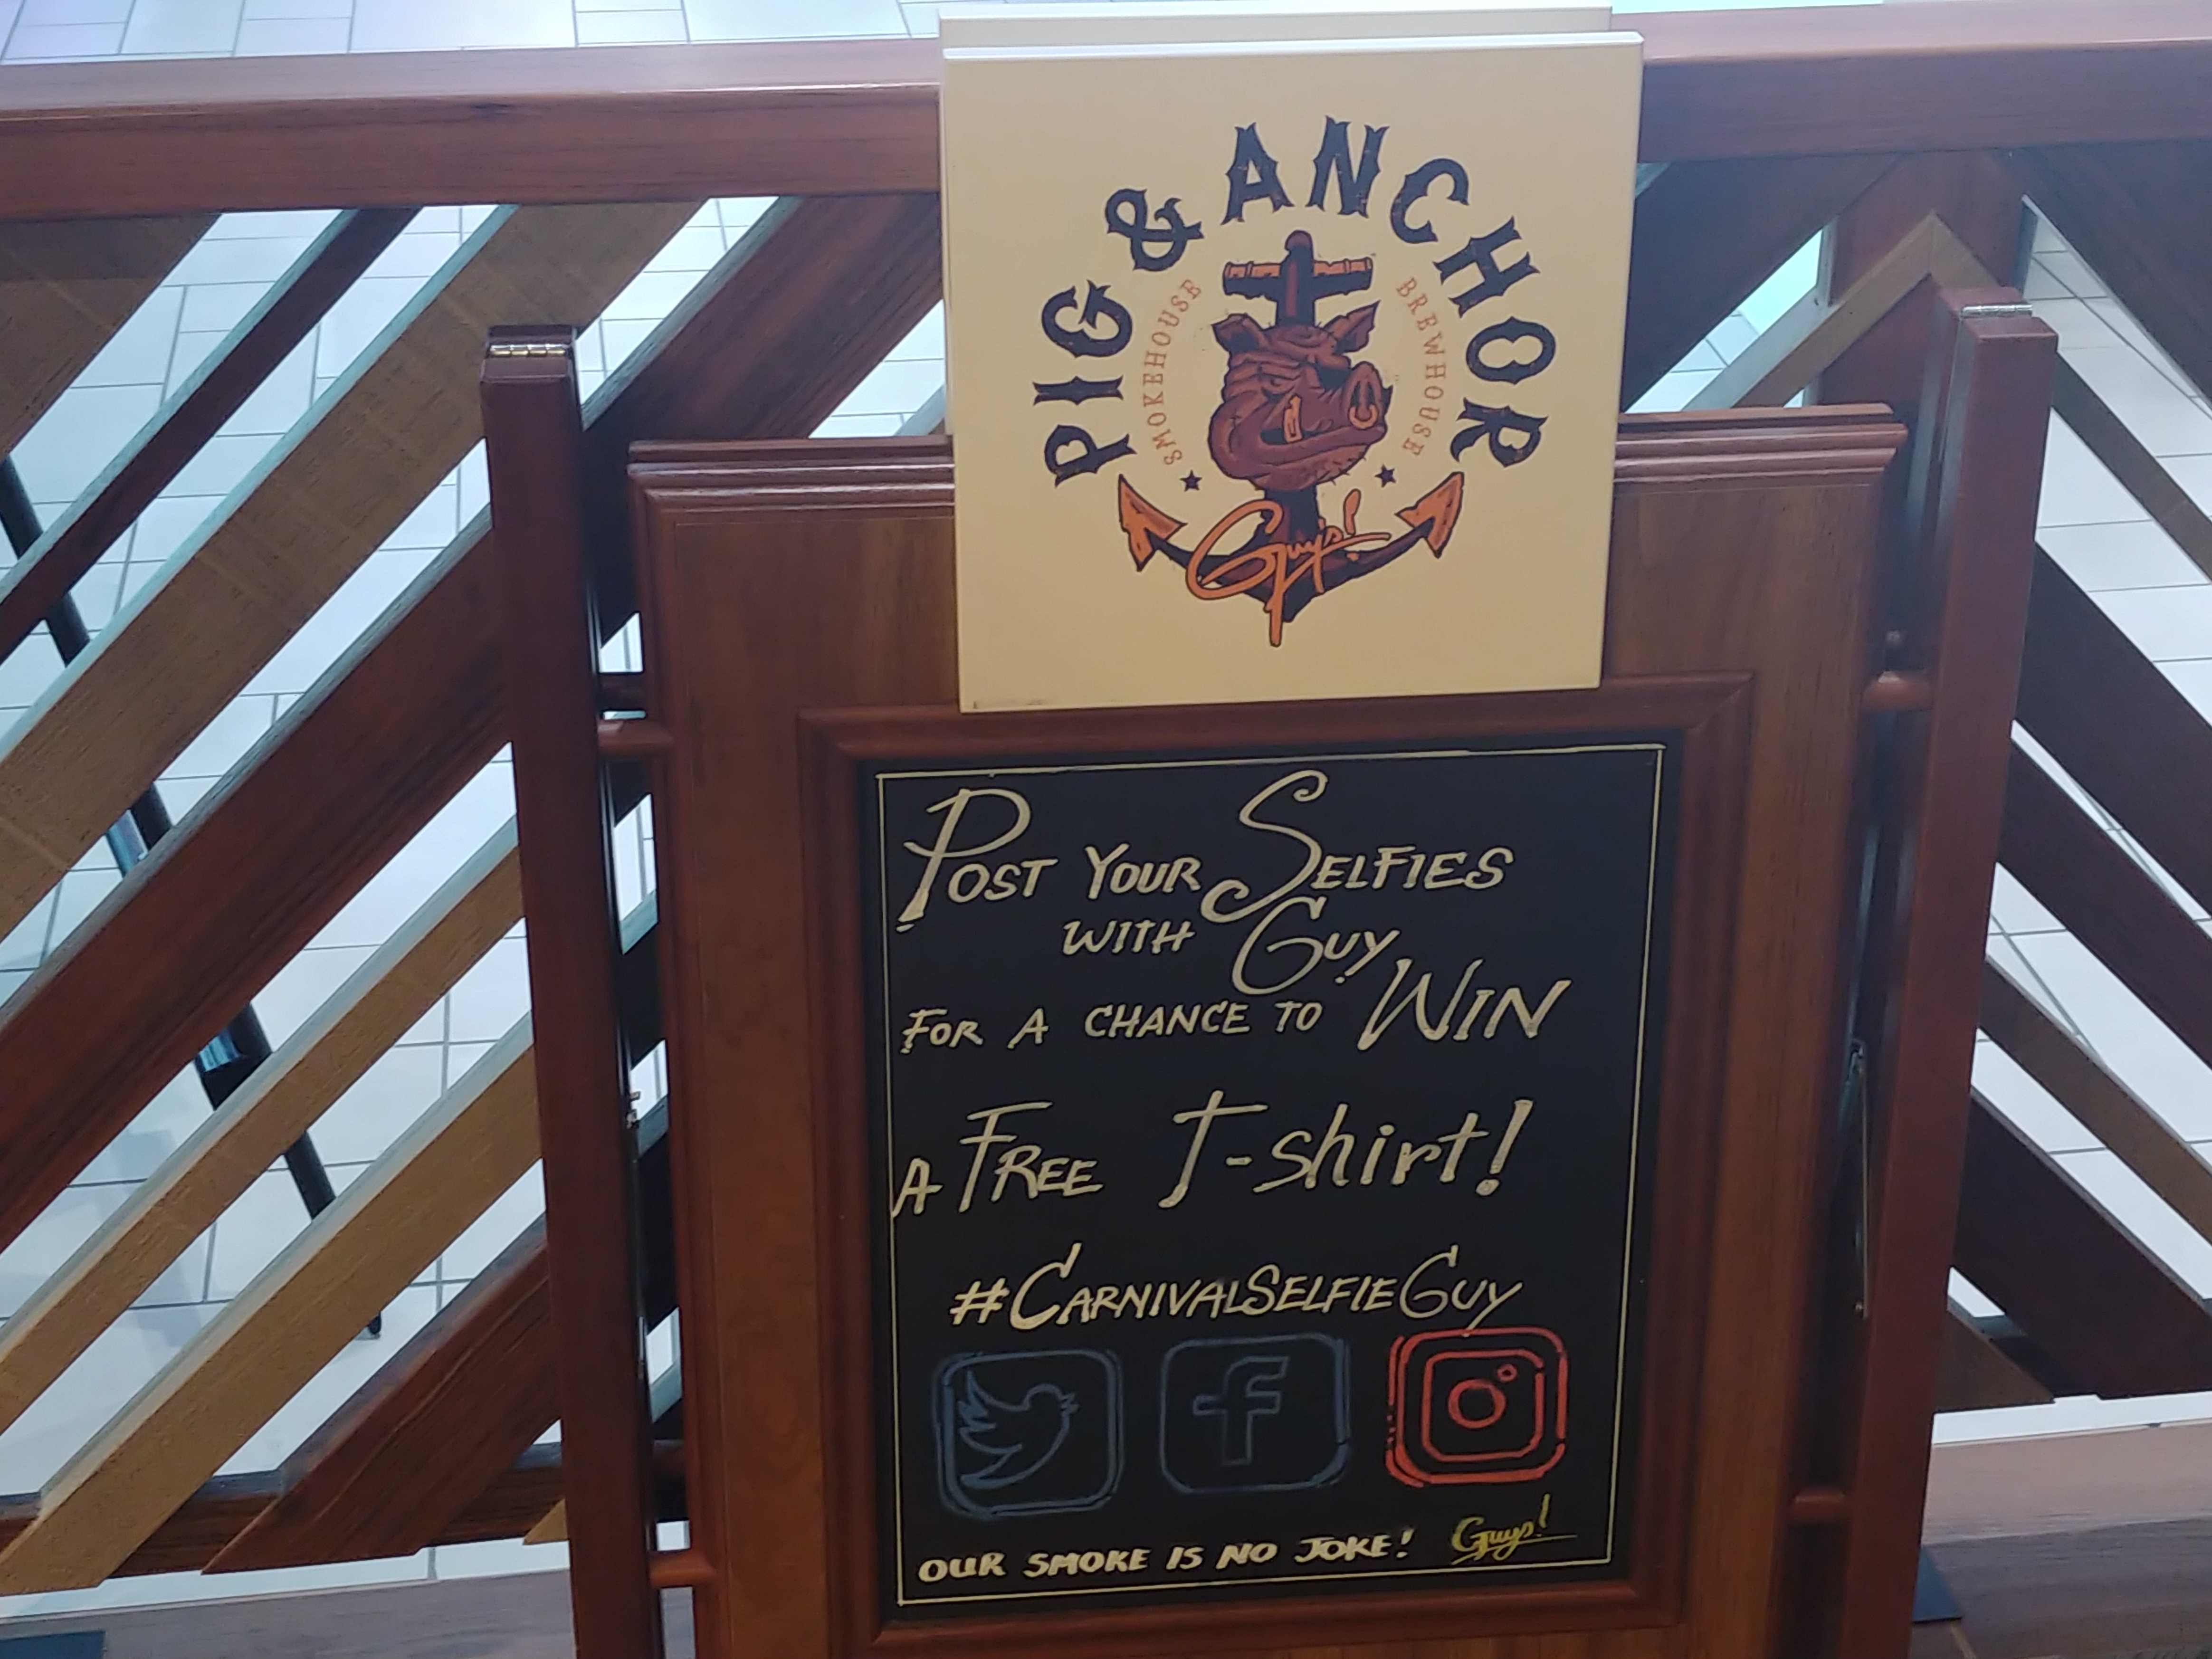 PIG & ANCHOR
SMOKEHOUSE
BREWHOUSE
Guy's!
POST YOUR SELFIES
WITH GUY
FOR A CHANCE TO WIN
A FREE T-shirt!
#CARNIVALSELFIEGUY
f
OUR SMOKE IS NO JOKE! Guy's!